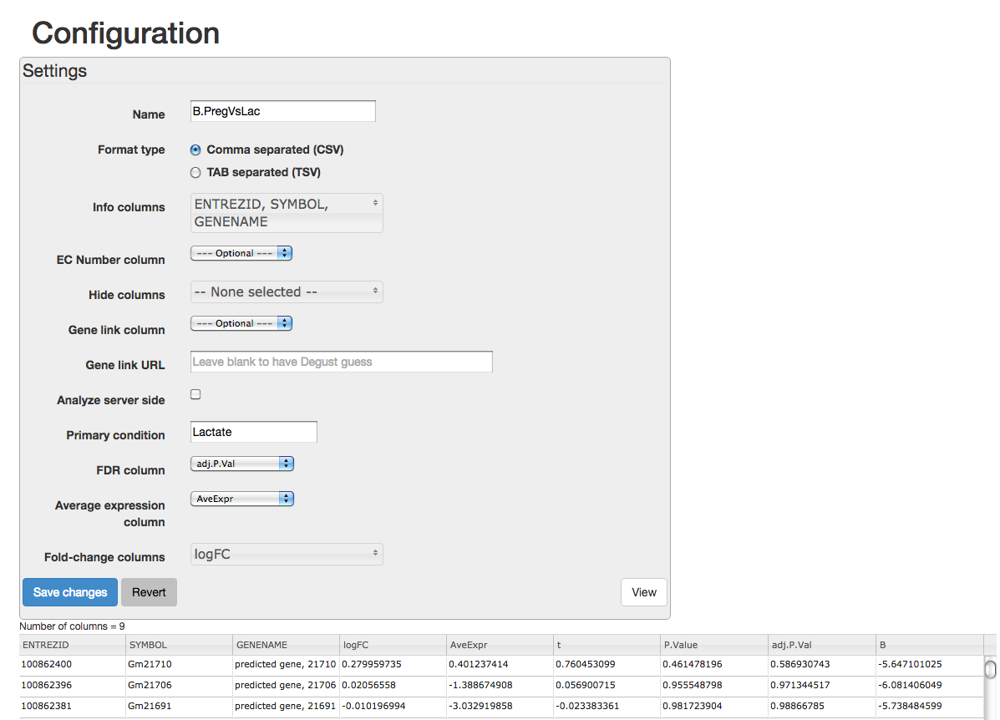 Configuration
Settings
Name B.PregVsLac
Format type Comma separated (CSV)
TAB separated (TSV)
Info columns ENTREZID, SYMBOL,
GENENAME
EC Number column --- Optional ---
Hide columns -- None selected --
Gene link column --- Optional ---
Gene link URL Leave blank to have Degust guess
Analyze server side
Primary condition Lactate
FDR column adj.P.Val
Average expression AveExpr
column
Fold-change columns logFC
Save changes Revert View
Number of columns = 9
ENTREZID SYMBOL GENENAME logFC AveExpr t P.Value adj.P.Val B
100862400 Gm21710 predicted gene, 21710 0.279959735 0.401237414 0.760453099 0.461478196 0.586930743 -5.647101025
100862396 Gm21706 predicted gene, 21706 0.02056558 -1.388674908 0.056900715 0.955548798 0.971344517 -6.081406049
100862381 Gm21691 predicted gene, 21691 -0.010196994 -3.032919858 -0.023383361 0.981723904 0.98866785 -5.738484599